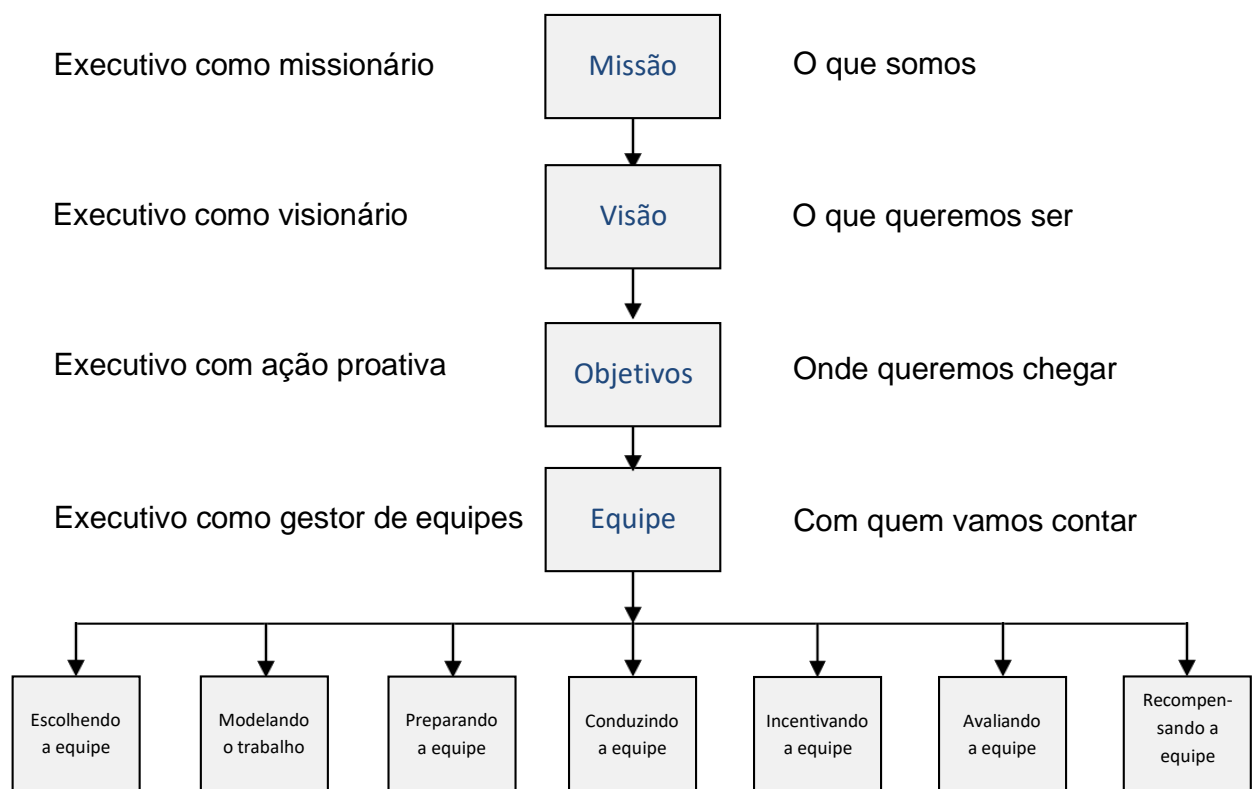 Executivo como missionário
Missão
O que somos
Executivo como visionário
Visão
O que queremos ser
Executivo com ação proativa
Objetivos
Onde queremos chegar
Executivo como gestor de equipes
Equipe
Com quem vamos contar
Escolhendo
a equipe
Modelando
o trabalho
Preparando
a equipe
Conduzindo
a equipe
Incentivando
a equipe
Avaliando
a equipe
Recompen-
sando a
equipe